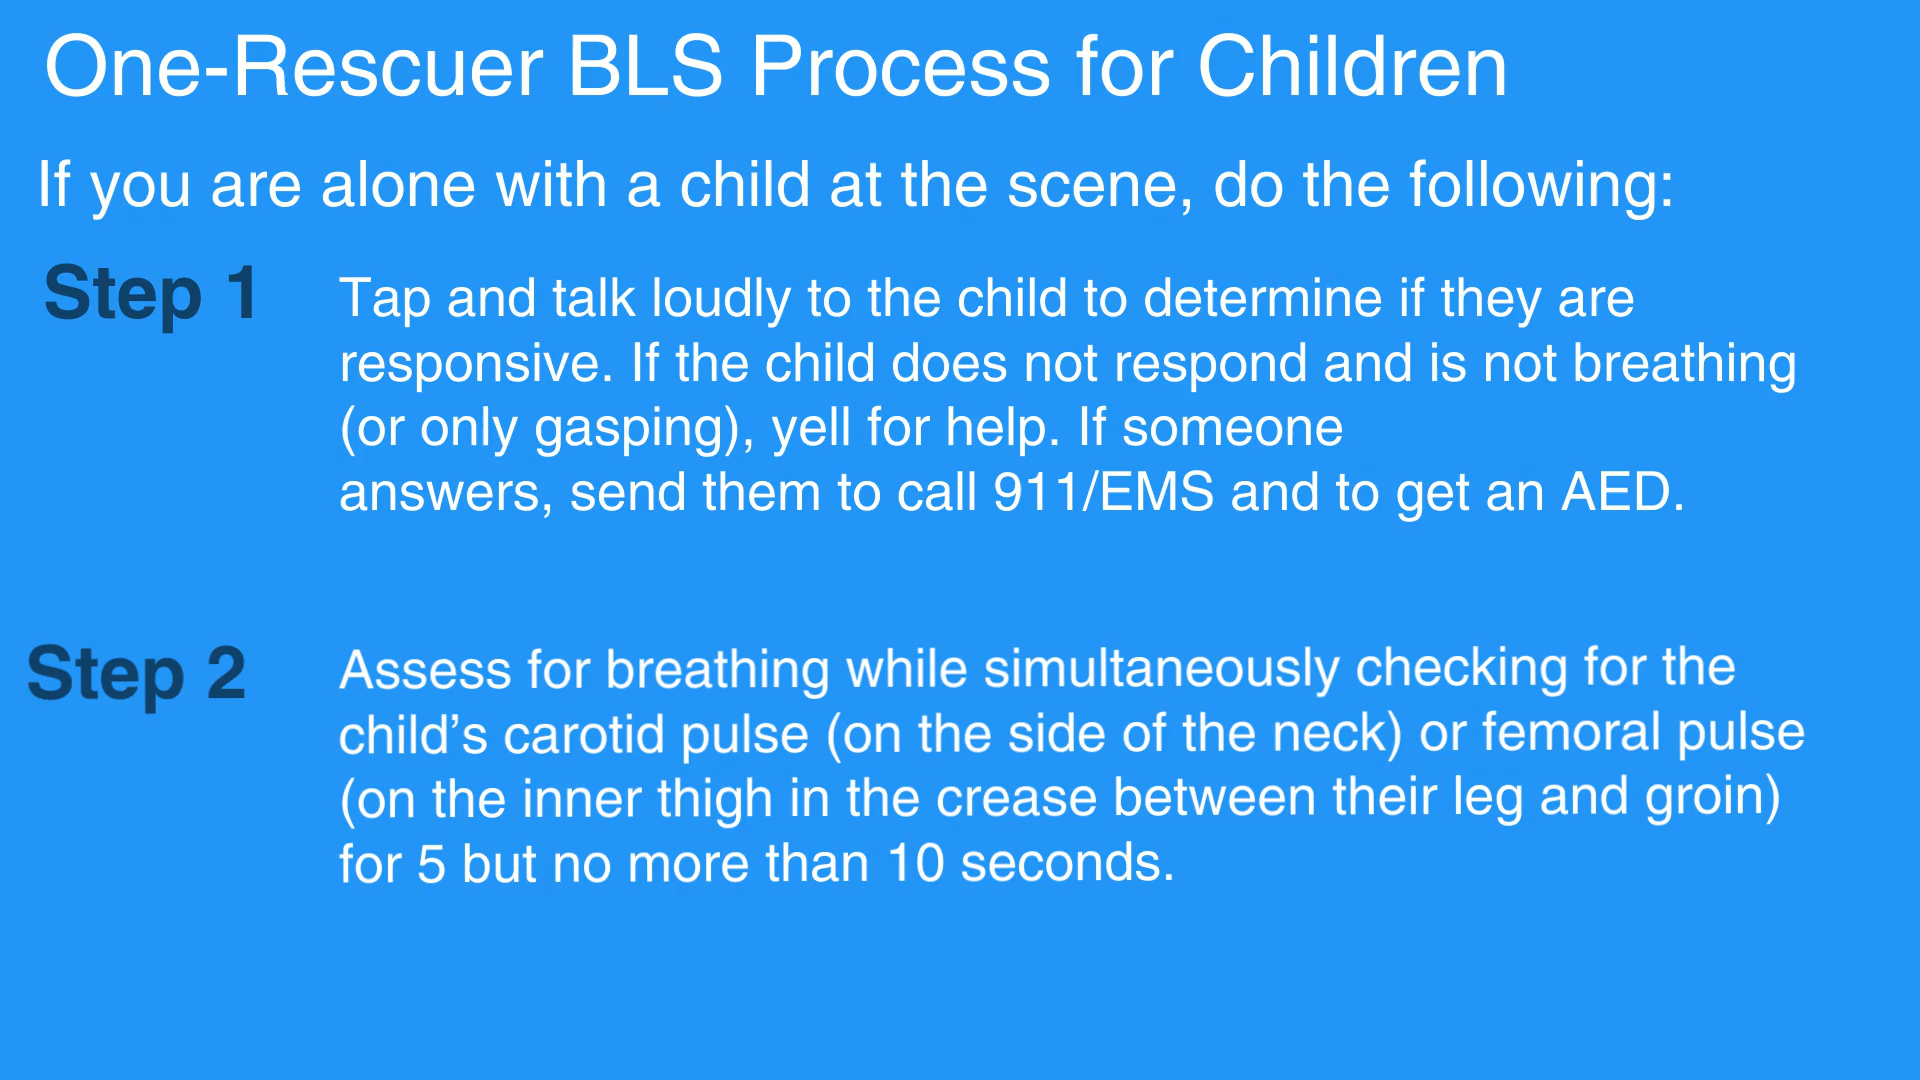 One-Rescuer BLS Process for Children
If you are alone with a child at the scene, do the following:
Step 1
Tap and talk loudly to the child to determine if they are
responsive. If the child does not respond and is not breathing
(or only gasping), yell for help. If someone
answers, send them to call 911/EMS and to get an AED.
Step 2
Assess for breathing while simultaneously checking for the
child’s carotid pulse (on the side of the neck) or femoral pulse
(on the inner thigh in the crease between their leg and groin)
for 5 but no more than 10 seconds.